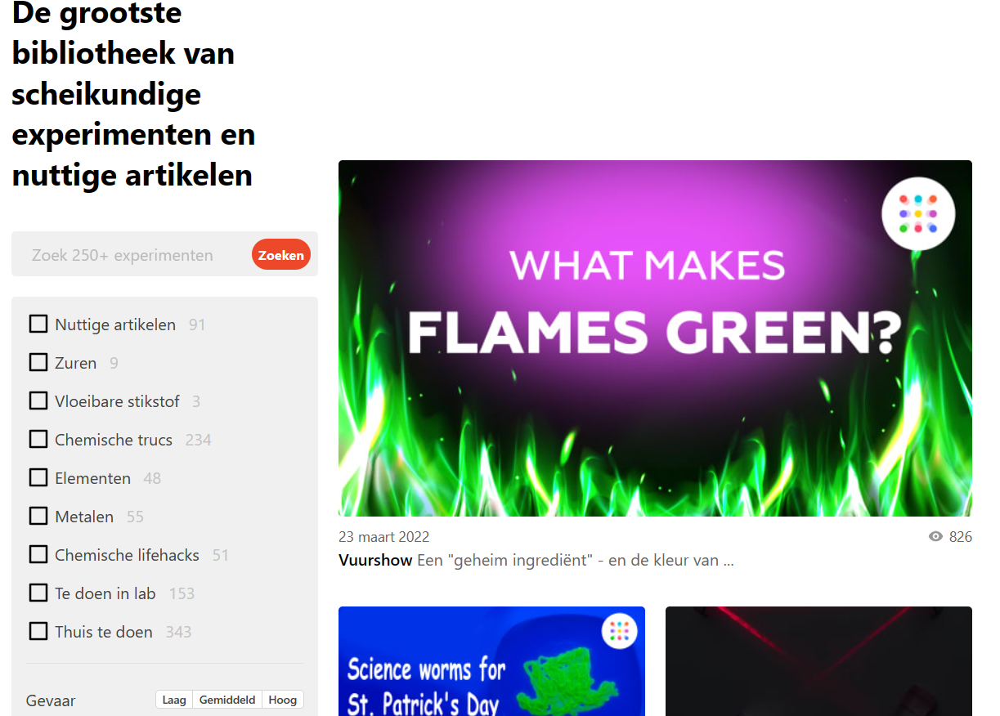 De grootste
bibliotheek van
scheikundige
experimenten en
nuttige artikelen
Zoek 250+ experimenten
Zoeken
Nuttige artikelen 91
Zuren 9
Vloeibare stikstof 3
Chemische trucs 234
Elementen 48
Metalen 55
Chemische lifehacks 51
Te doen in lab 153
Thuis te doen 343
Gevaar Laag Gemiddeld Hoog
WHAT MAKES
FLAMES GREEN?
23 maart 2022 826
Vuurshow Een "geheim ingrediënt" - en de kleur van ...
Science worms for
St. Patrick's Day